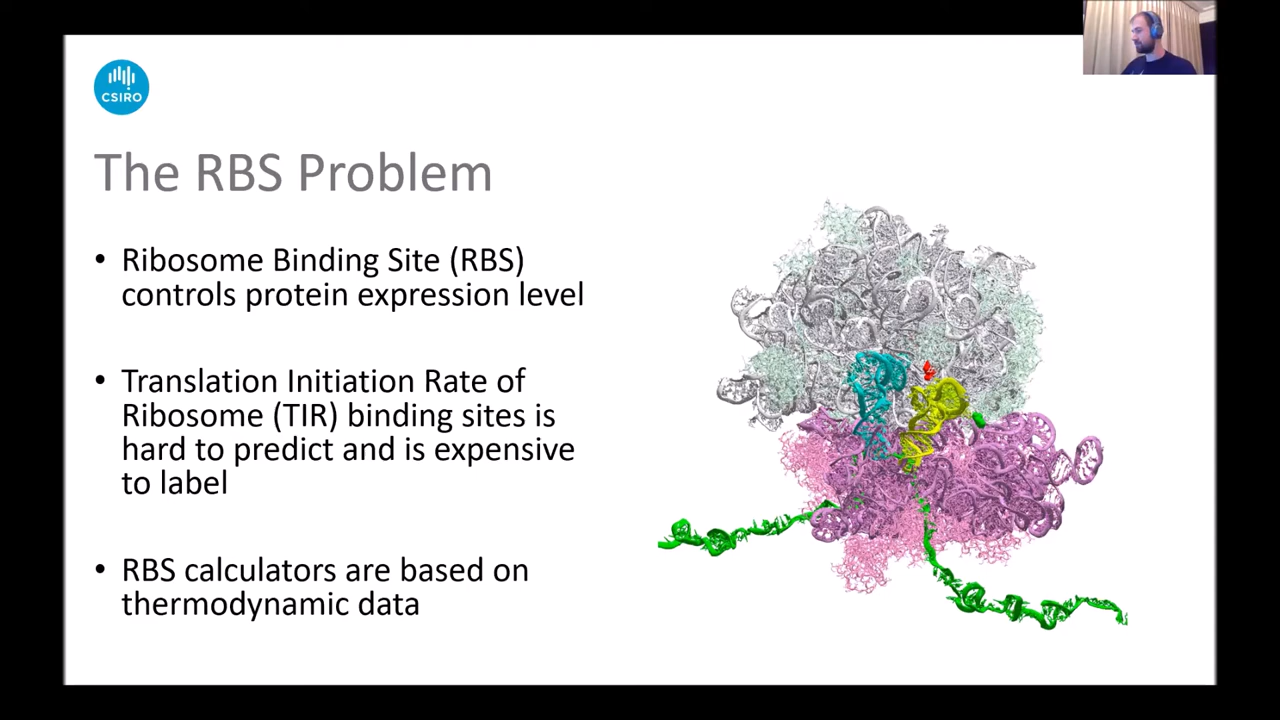 CSIRO
The RBS Problem
• Ribosome Binding Site (RBS)
controls protein expression level
• Translation Initiation Rate of
Ribosome (TIR) binding sites is
hard to predict and is expensive
to label
• RBS calculators are based on
thermodynamic data